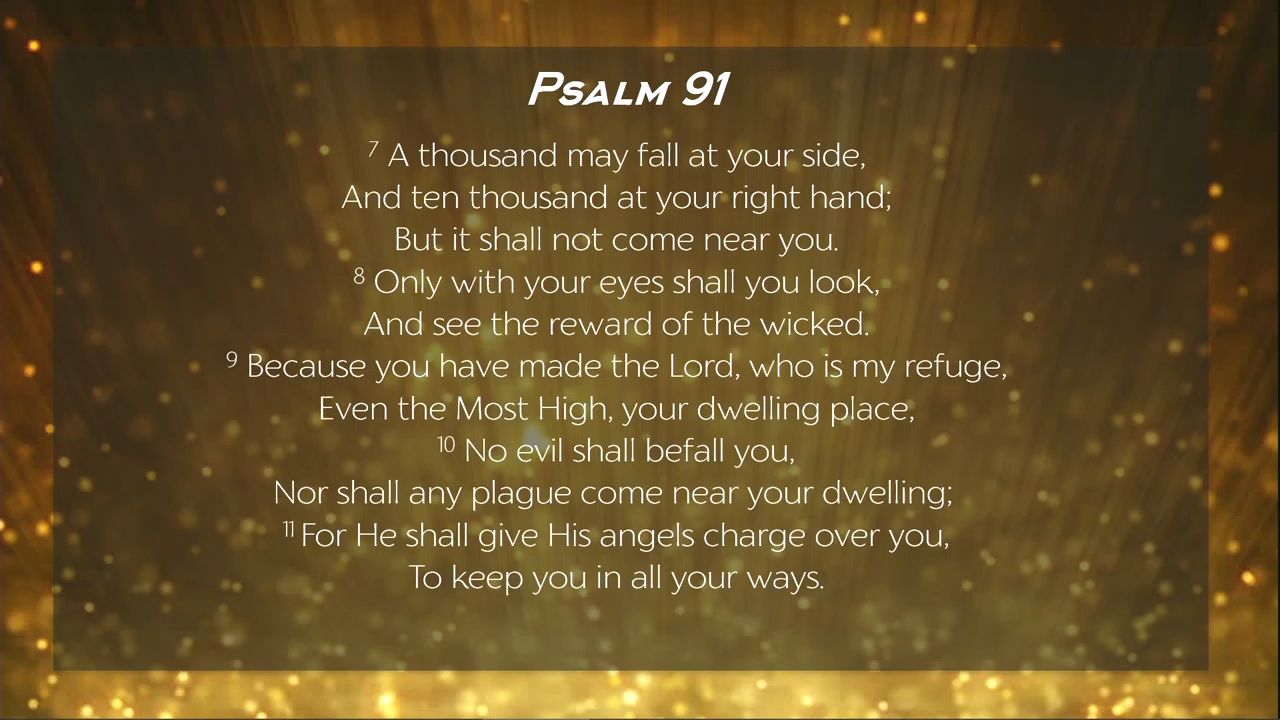 Psalm 91
7 A thousand may fall at your side,
And ten thousand at your right hand;
But it shall not come near you.
8 Only with your eyes shall you look,
And see the reward of the wicked.
9 Because you have made the Lord, who is my refuge,
Even the Most High, your dwelling place,
10 No evil shall befall you,
Nor shall any plague come near your dwelling;
11 For He shall give His angels charge over you,
To keep you in all your ways.